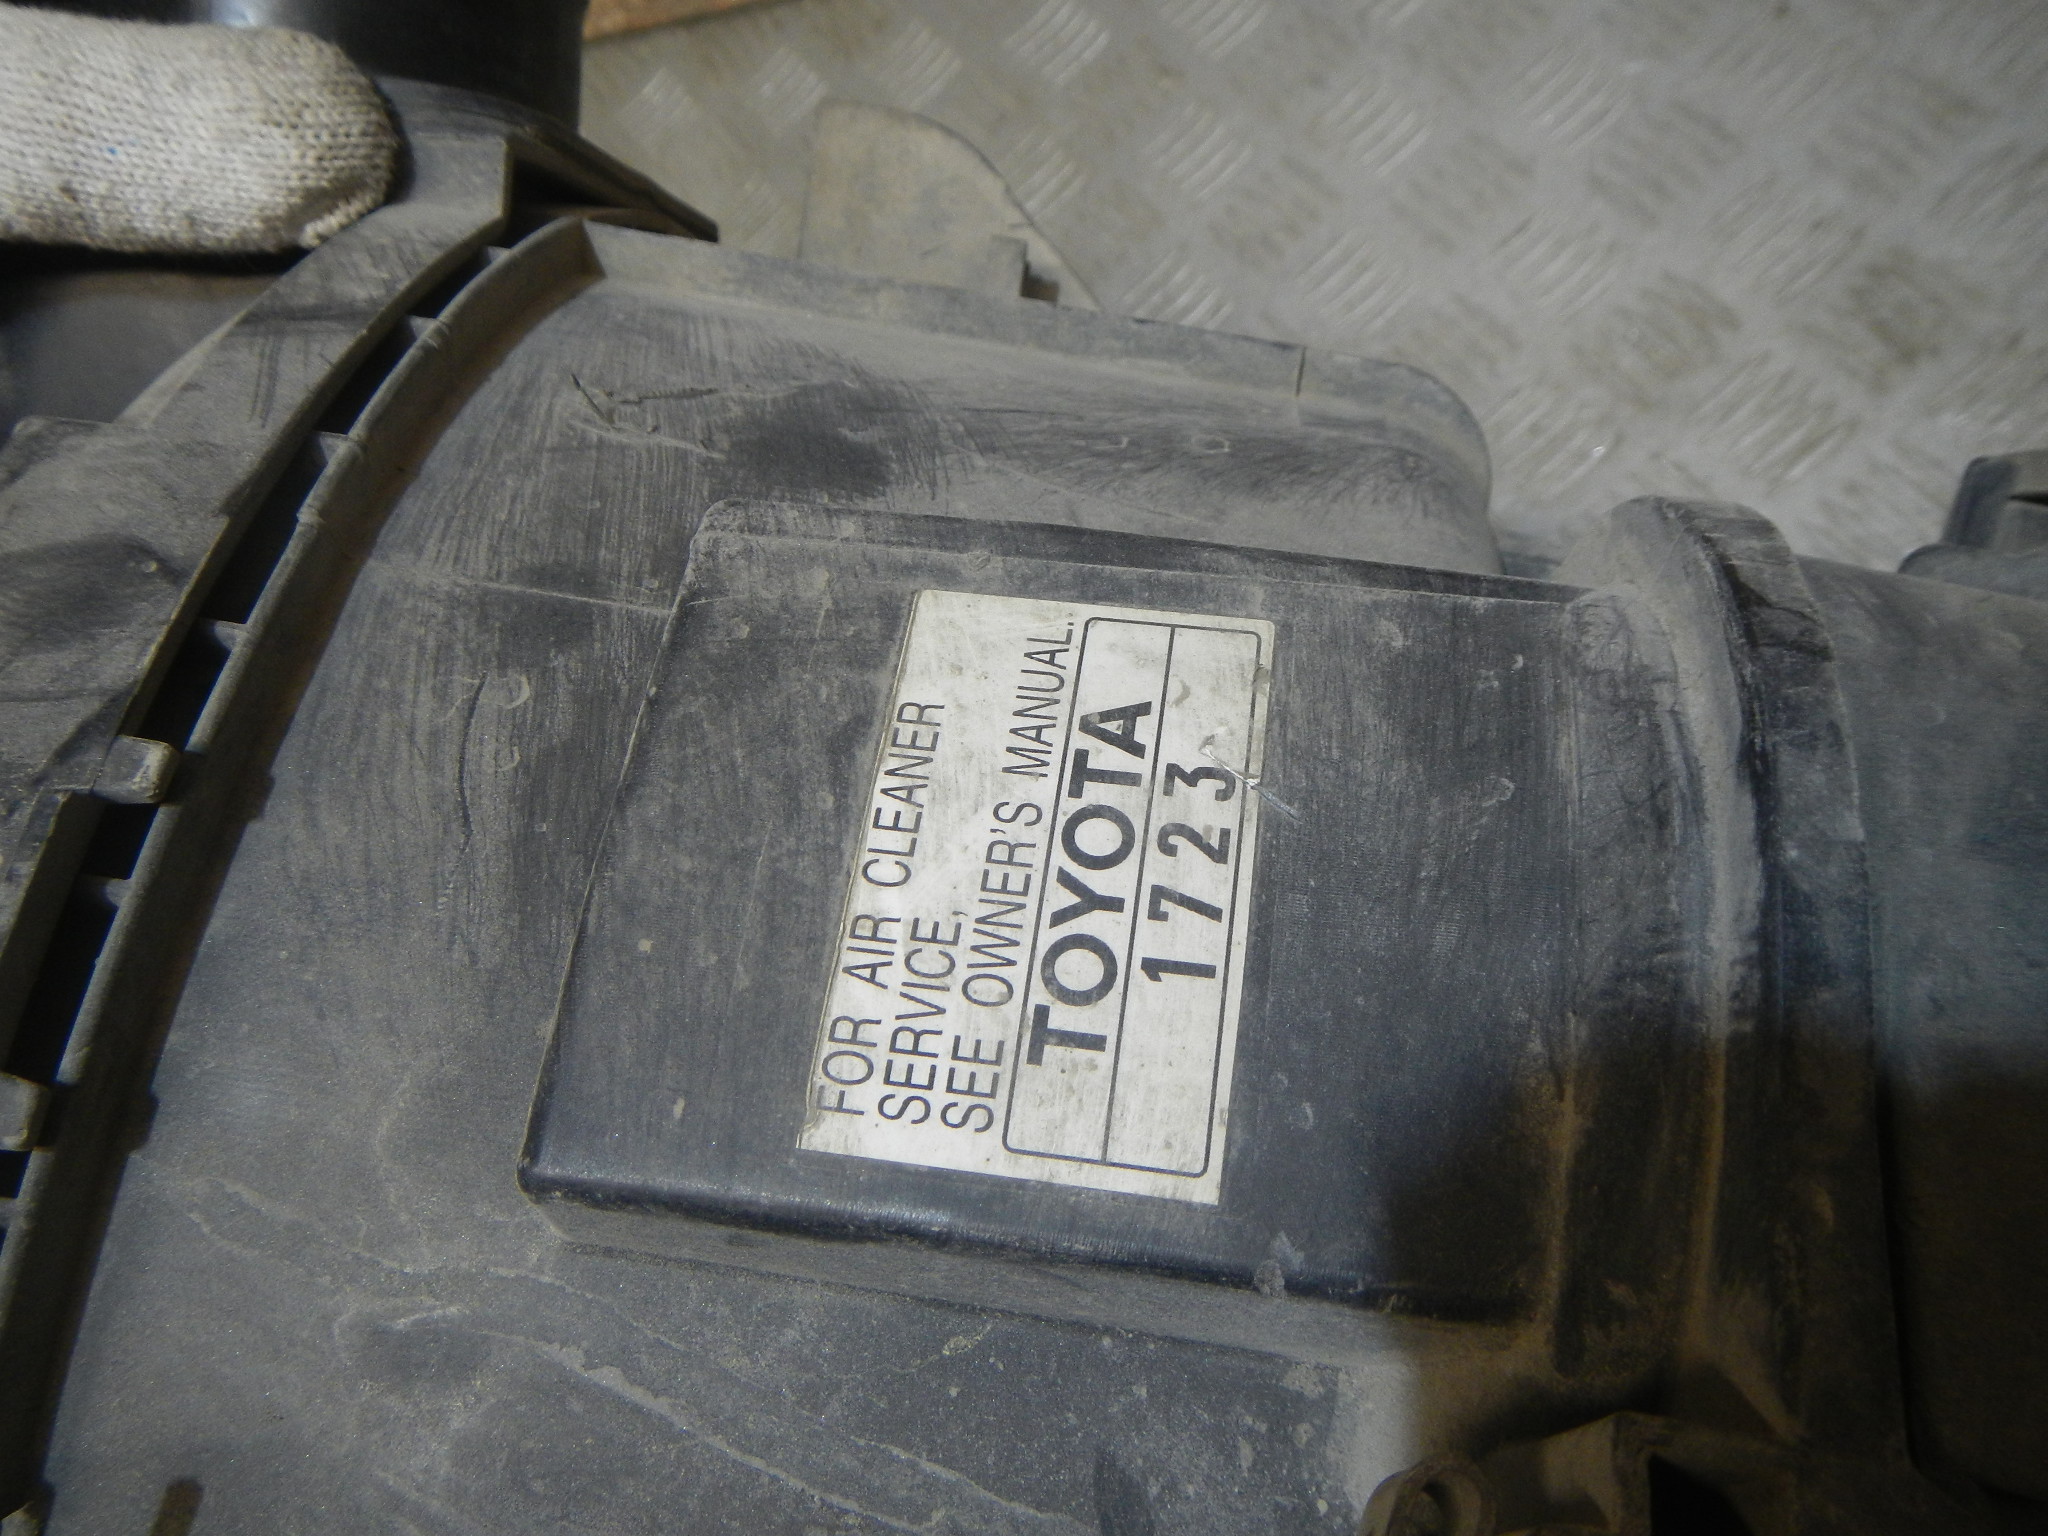 FOR AIR CLEANER
SERVICE,
SEE OWNER'S MANUAL.
TOYOTA
1723